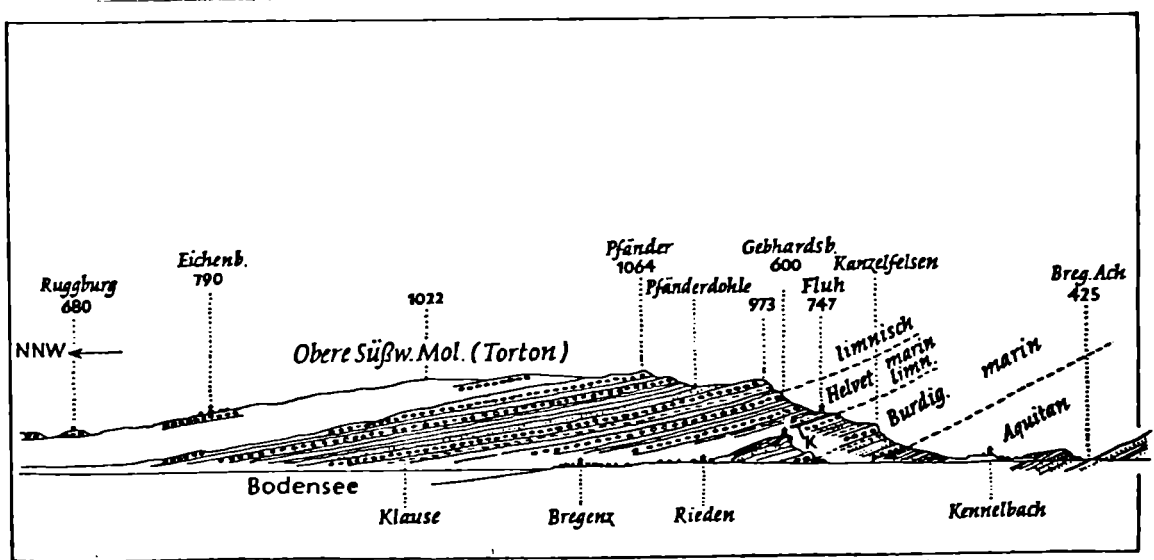 Pfänder
1064
Gebhardsb.
600
Kanzelfelsen
Eichenb.
790
Ruggburg
680
1022
Pfänderdohle
973
Fluh
747
Breg. Ach
425
NNW
Obere Süßw. Mol. (Torton)
limnisch
Helvet
marin
limn.
Burdig.
marin
Aquitan
K
Bodensee
Klause
Bregenz
Rieden
Kennelbach